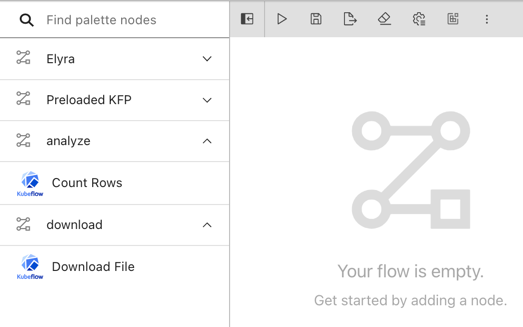 Find palette nodes
Elyra
Preloaded KFP
analyze
Kubeflow
Count Rows
download
Kubeflow
Download File
Your flow is empty.
Get started by adding a node.